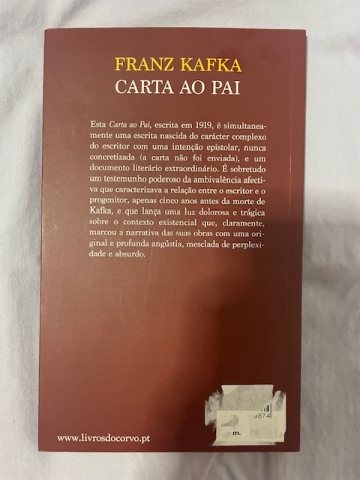 FRANZ KAFKA
CARTA AO PAI
Esta Carta ao Pai, escrita em 1919, é simultanea-
mente uma escrita nascida do carácter complexo
do escritor com uma intenção epistolar, nunca
concretizada (a carta não foi enviada), e um
documento literário extraordinário. É sobretudo
um testemunho poderoso da ambivalência afecti-
va que caracterizava a relação entre o escritor e o
progenitor, apenas cinco anos antes da morte de
Kafka, e que lança uma luz dolorosa e trágica
sobre o contexto existencial que, claramente,
marcou a narrativa das suas obras com uma ori-
ginal e profunda angústia, mesclada de perplexi-
dade e absurdo.
9874
m.
www.livrosdocorvo.pt